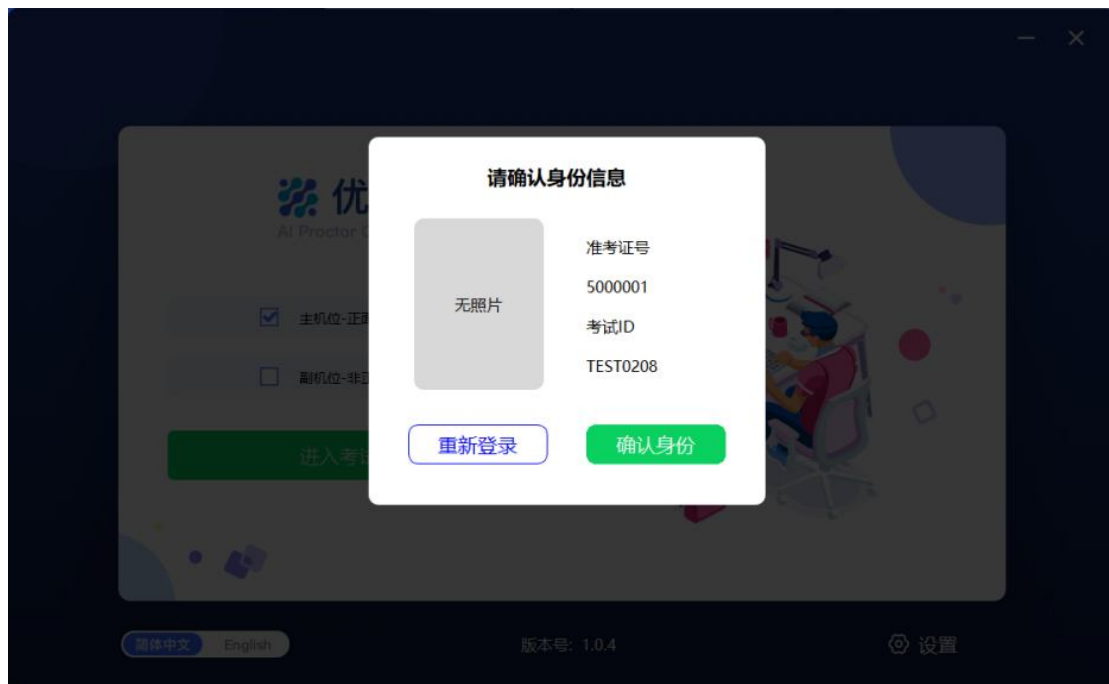 请确认身份信息
优
AI Proctor
无照片
准考证号
5000001
考试ID
TEST0208
主机位-正面
副机位-非正
重新登录
确认身份
进入考
简体中文
English
版本号: 1.0.4
设置